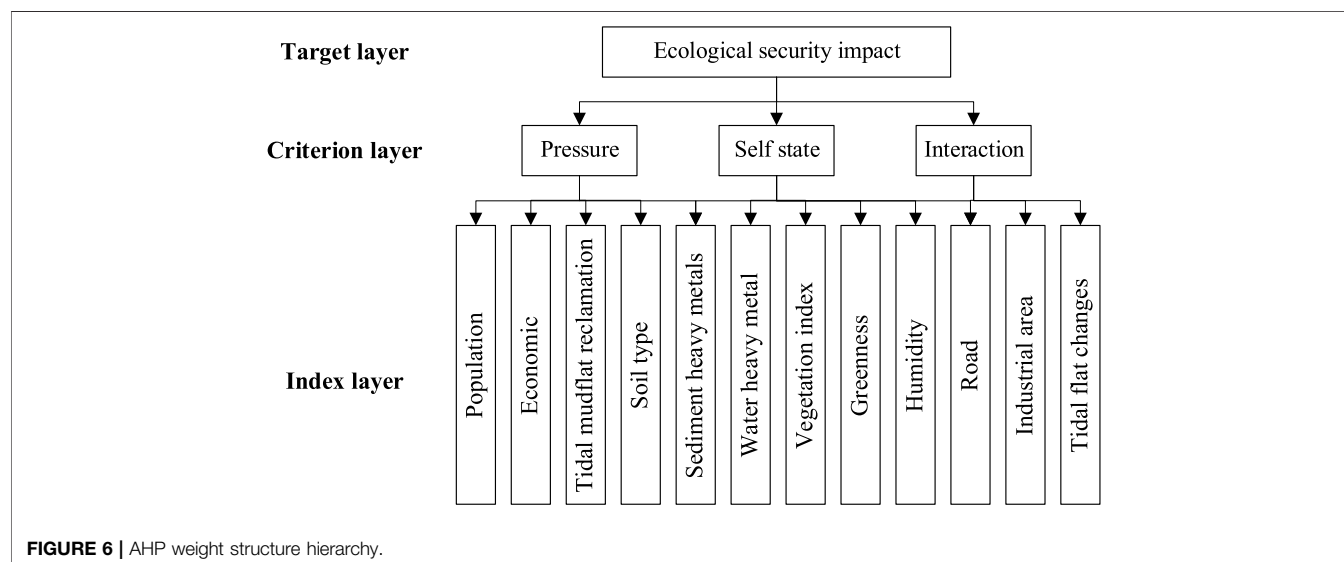 Target layer
Ecological security impact
Criterion layer
Pressure
Self state
Interaction
Index layer
Population
Economic
Tidal mudflat reclamation
Soil type
Sediment heavy metals
Water heavy metal
Vegetation index
Greenness
Humidity
Road
Industrial area
Tidal flat changes
FIGURE 6 | AHP weight structure hierarchy.